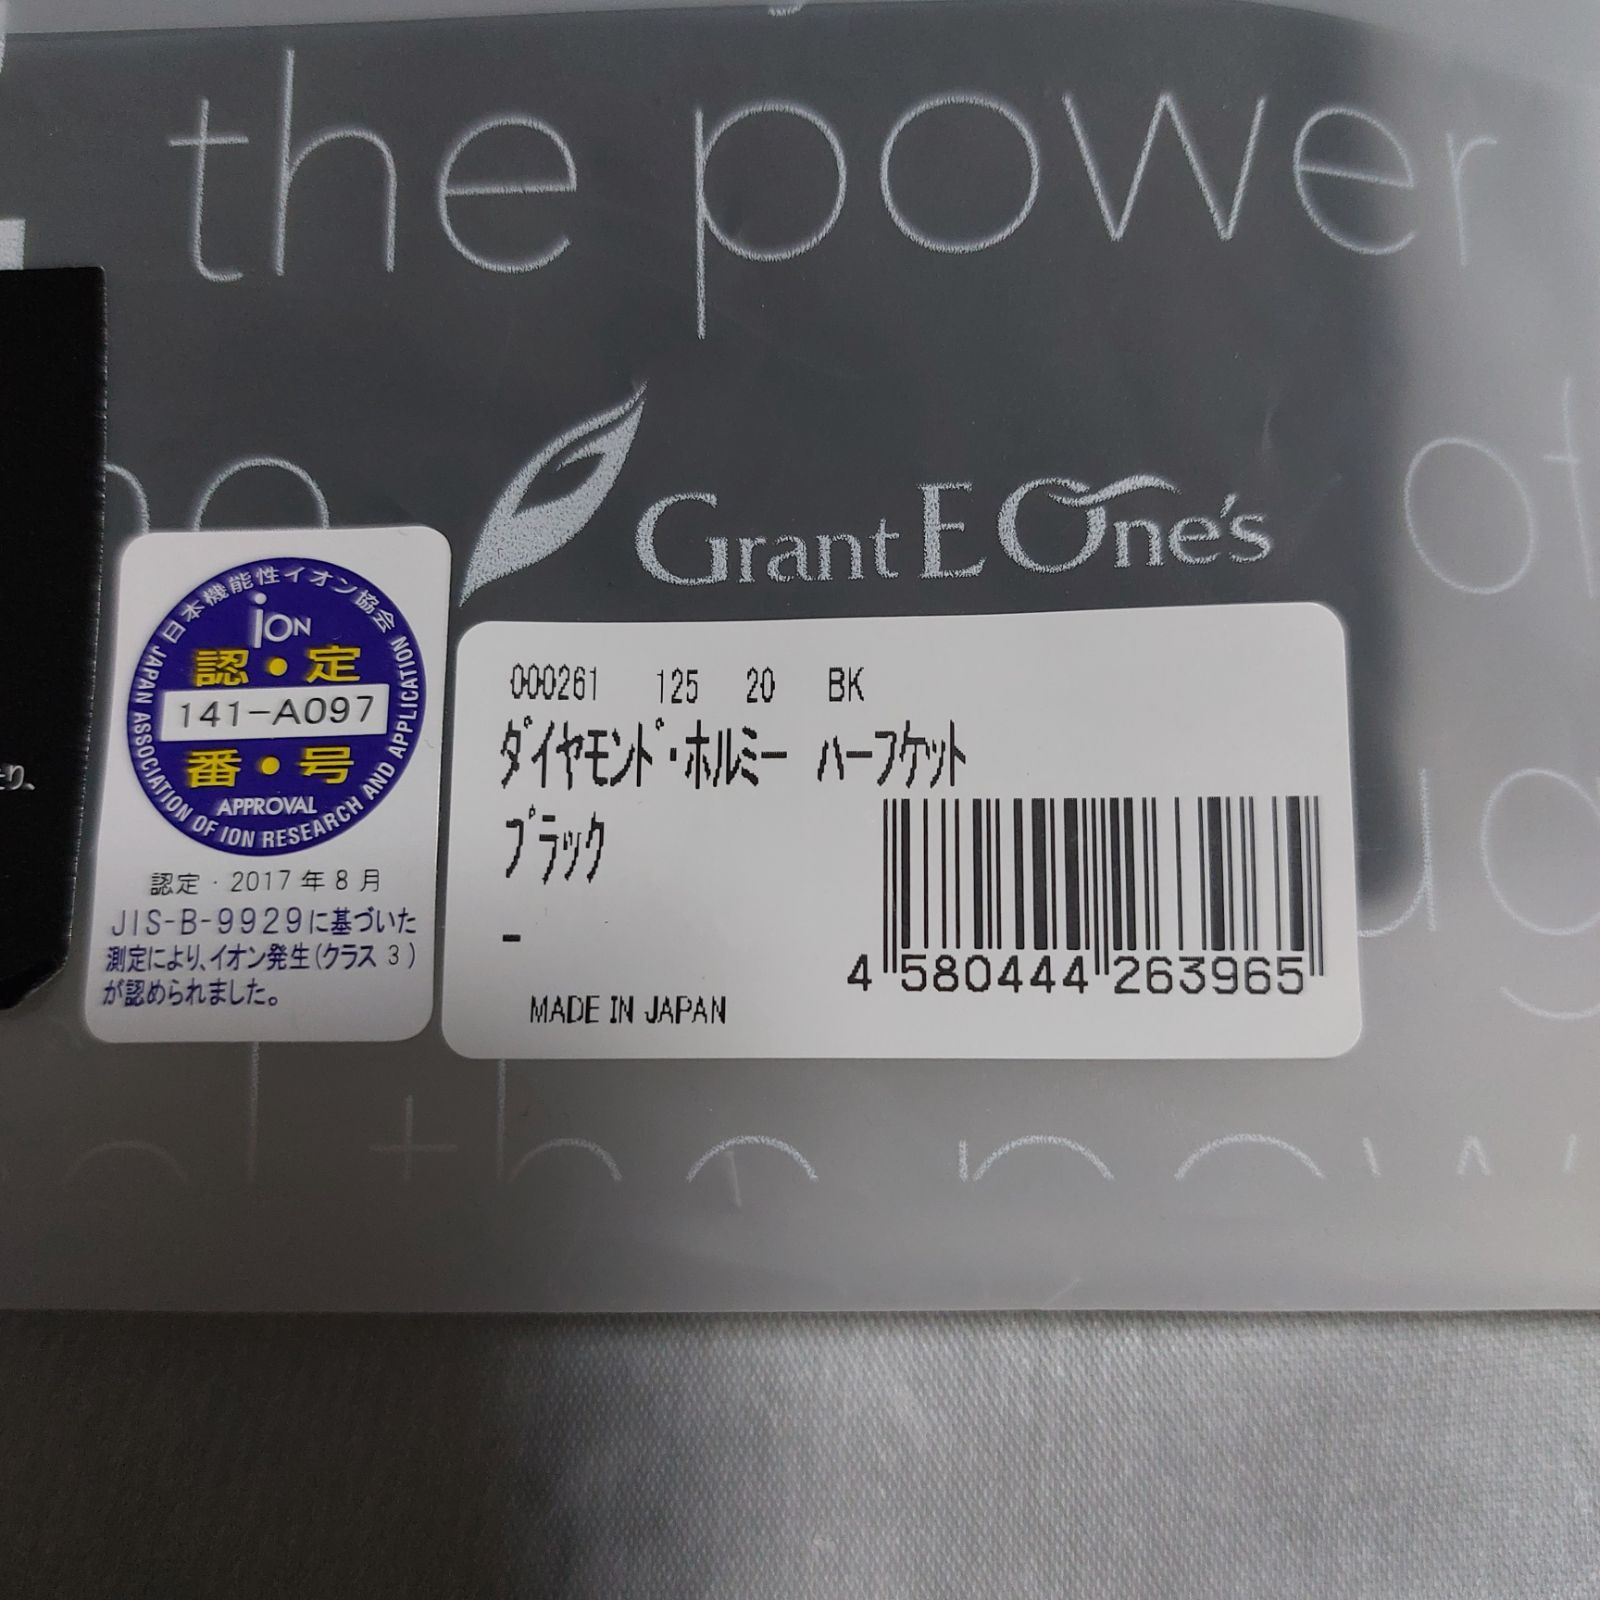 the power
Grant E One's
of
日本機能性イオン協会
ion
認・定
141-A097
番・号
APPROVAL
JAPAN ASSOCIATION OF ION RESEARCH AND APPLICATION
認定・2017年8月
JIS-B-9929に基づいた
測定により、イオン発生(クラス3)
が認められました。
000261 125 20 BK
ﾀﾞｲﾔﾓﾝﾄﾞ・ﾎﾙﾐｰ ﾊｰﾌｹｯﾄ
ﾌﾞﾗｯｸ
-
4 580444 263965
MADE IN JAPAN
the pow